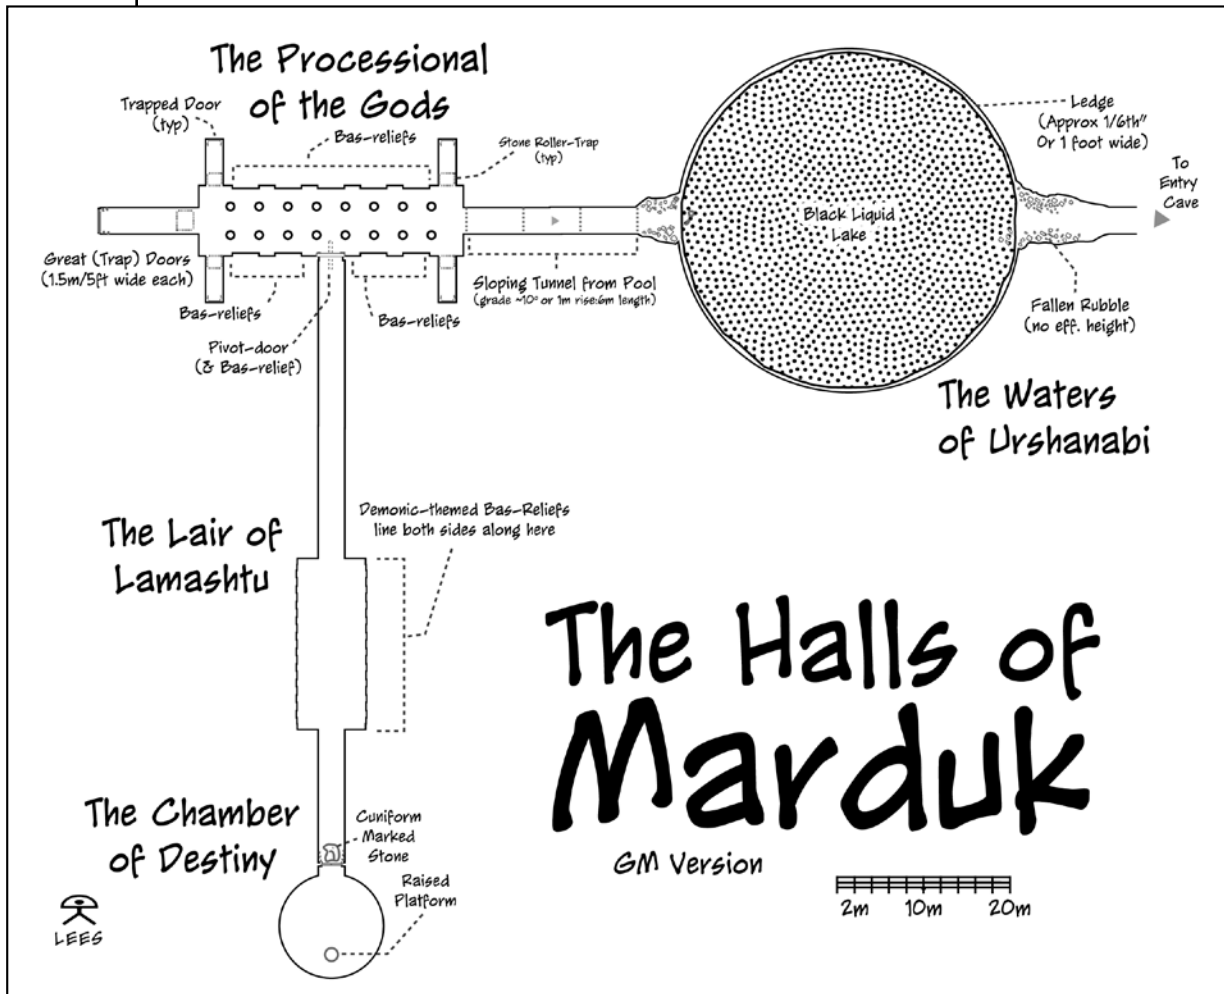 The Processional
of the Gods
Trapped Door
(typ)
Bas-reliefs
Stone Roller-Trap
(typ)
Ledge
(Approx 1/6th"
Or 1 foot wide)
To
Entry
Cave
Black Liquid
Lake
Great (Trap) Doors
(1.5m/5ft wide each)
Sloping Tunnel from Pool
(grade ~10° or 1m rise:6m length)
Bas-reliefs
Bas-reliefs
Fallen Rubble
(no eff. height)
Pivot-door
(& Bas-relief)
The Waters
of Urshanabi
Demonic-themed Bas-Reliefs
line both sides along here
The Lair of
Lamashtu
The Halls of
Marduk
GM Version
The Chamber
of Destiny
Cuniform
Marked
Stone
Raised
Platform
2m 10m 20m
LEES